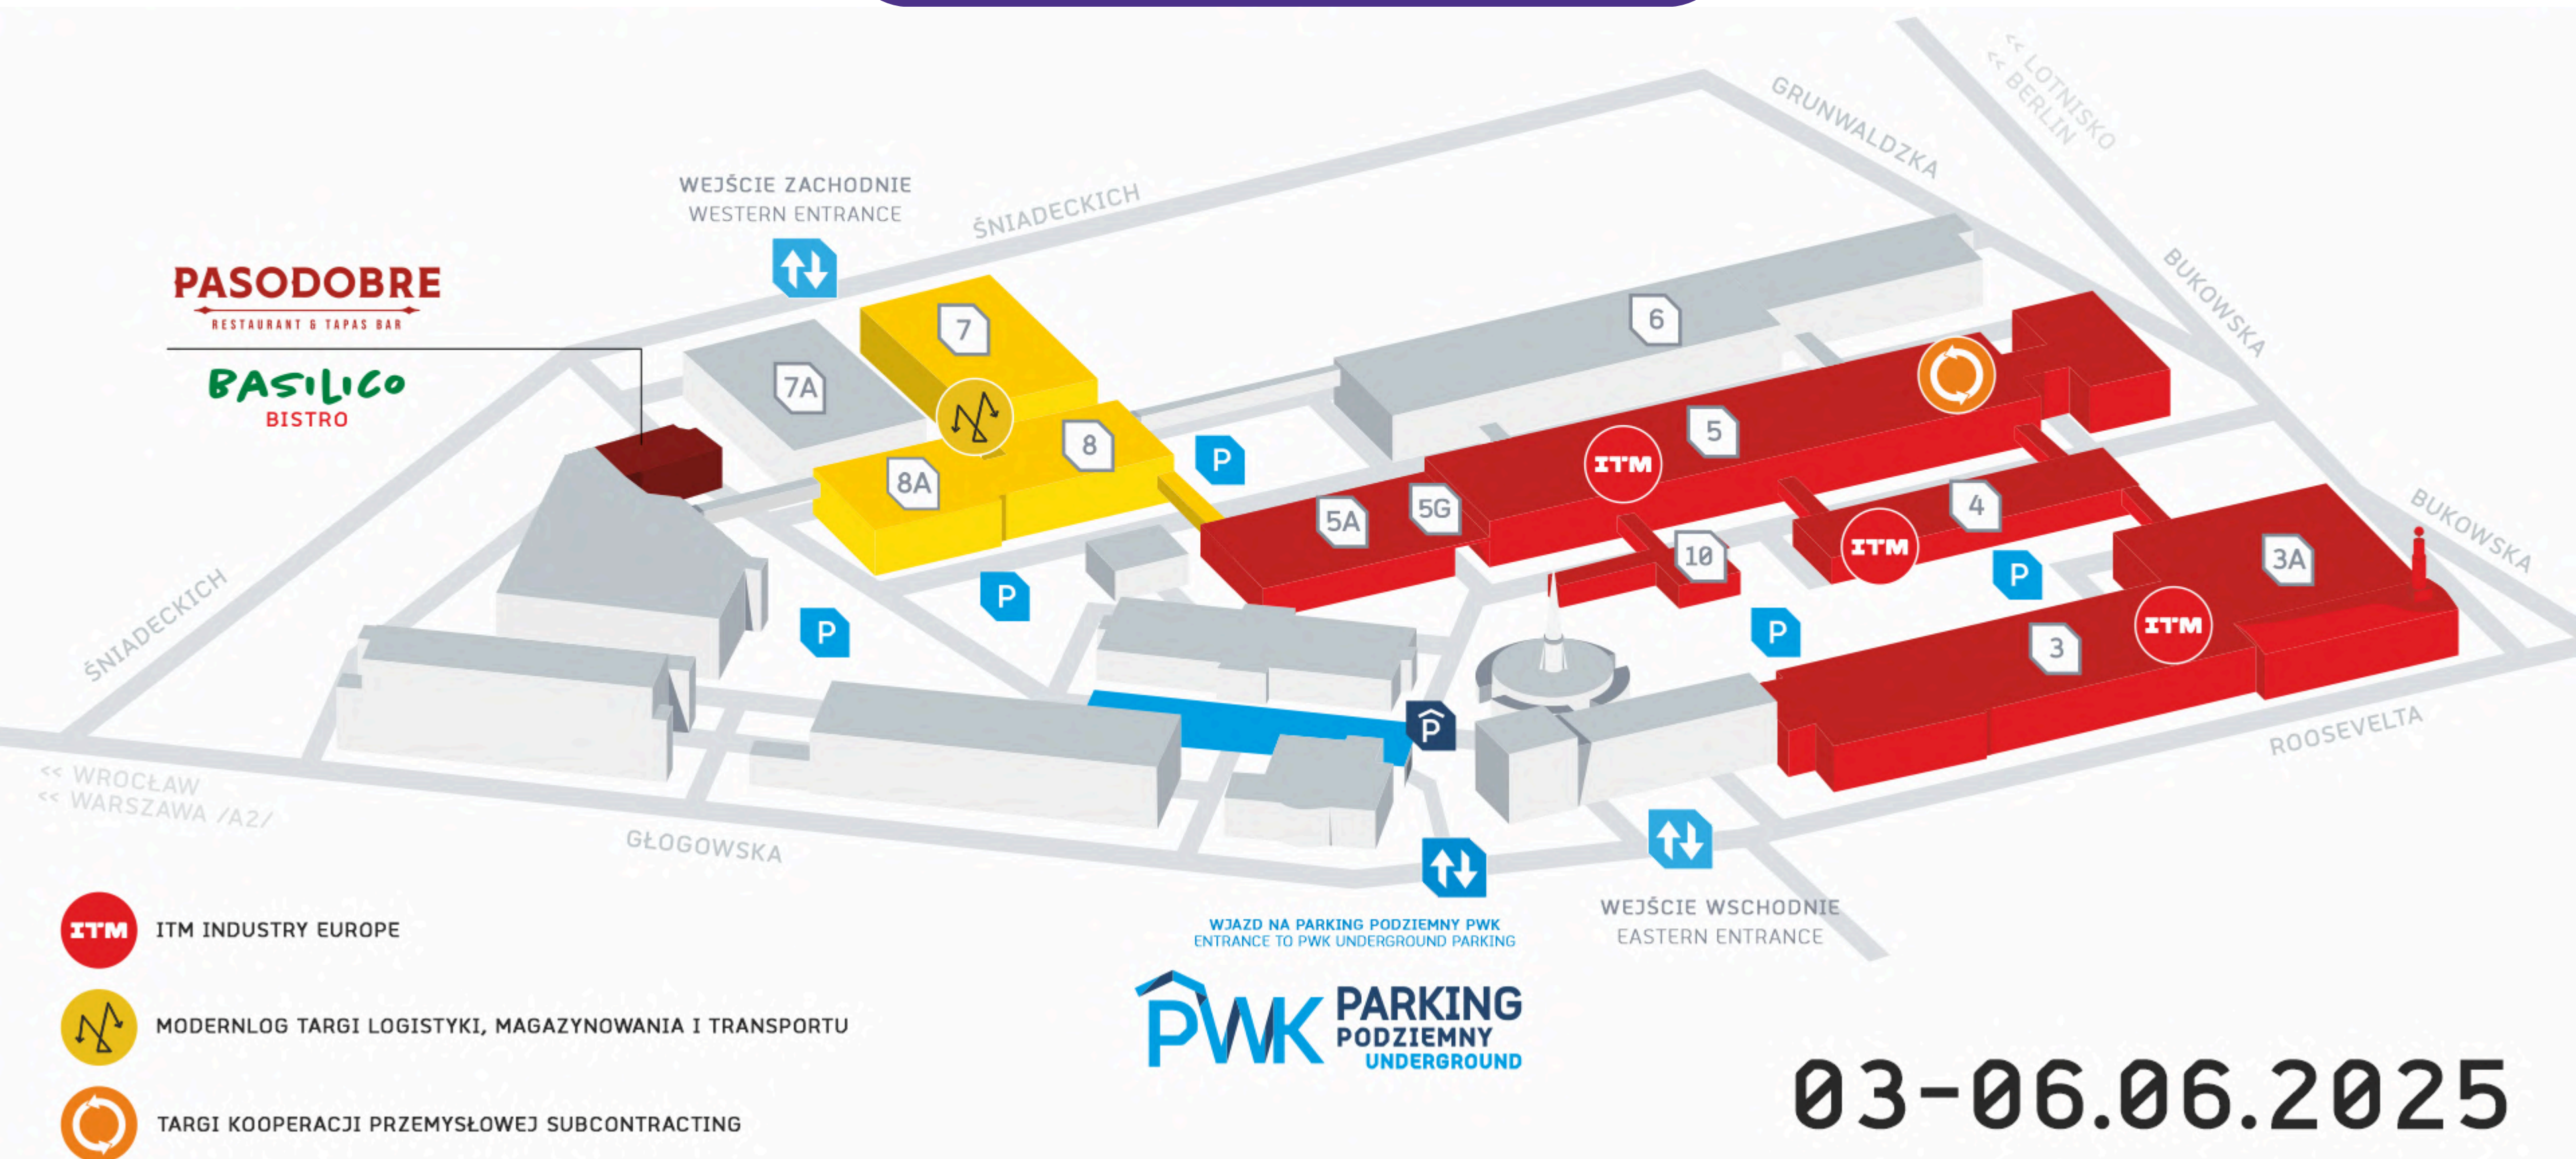 << LOTNISKO
<< BERLIN
GRUNWALDZKA
WEJŚCIE ZACHODNIE
WESTERN ENTRANCE
ŚNIADECKICH
BUKOWSKA
PASODOBRE
RESTAURANT & TAPAS BAR
BASILICO
BISTRO
7
6
7A
8
5
8A
P
ITM
5A
5G
4
BUKOWSKA
10
ITM
3A
P
P
P
P
ITM
3
ŚNIADECKICH
P
ROOSEVELTA
<< WROCŁAW
<< WARSZAWA /A2/
GŁOGOWSKA
WJAZD NA PARKING PODZIEMNY PWK
ENTRANCE TO PWK UNDERGROUND PARKING
WEJŚCIE WSCHODNIE
EASTERN ENTRANCE
ITM ITM INDUSTRY EUROPE
MODERNLOG TARGI LOGISTYKI, MAGAZYNOWANIA I TRANSPORTU
TARGI KOOPERACJI PRZEMYSŁOWEJ SUBCONTRACTING
PWK PARKING
PODZIEMNY
UNDERGROUND
03-06.06.2025